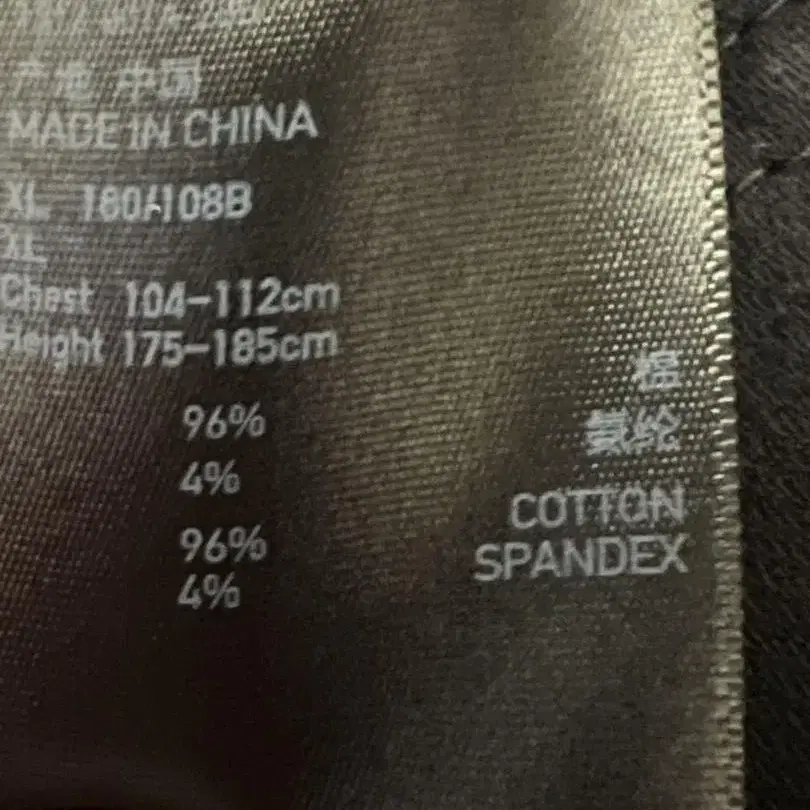 产地 中国
MADE IN CHINA
XL 180/108B
XL
Chest 104-112cm
Height 175-185cm
棉
96%
氨纶
4%
96% COTTON
4% SPANDEX